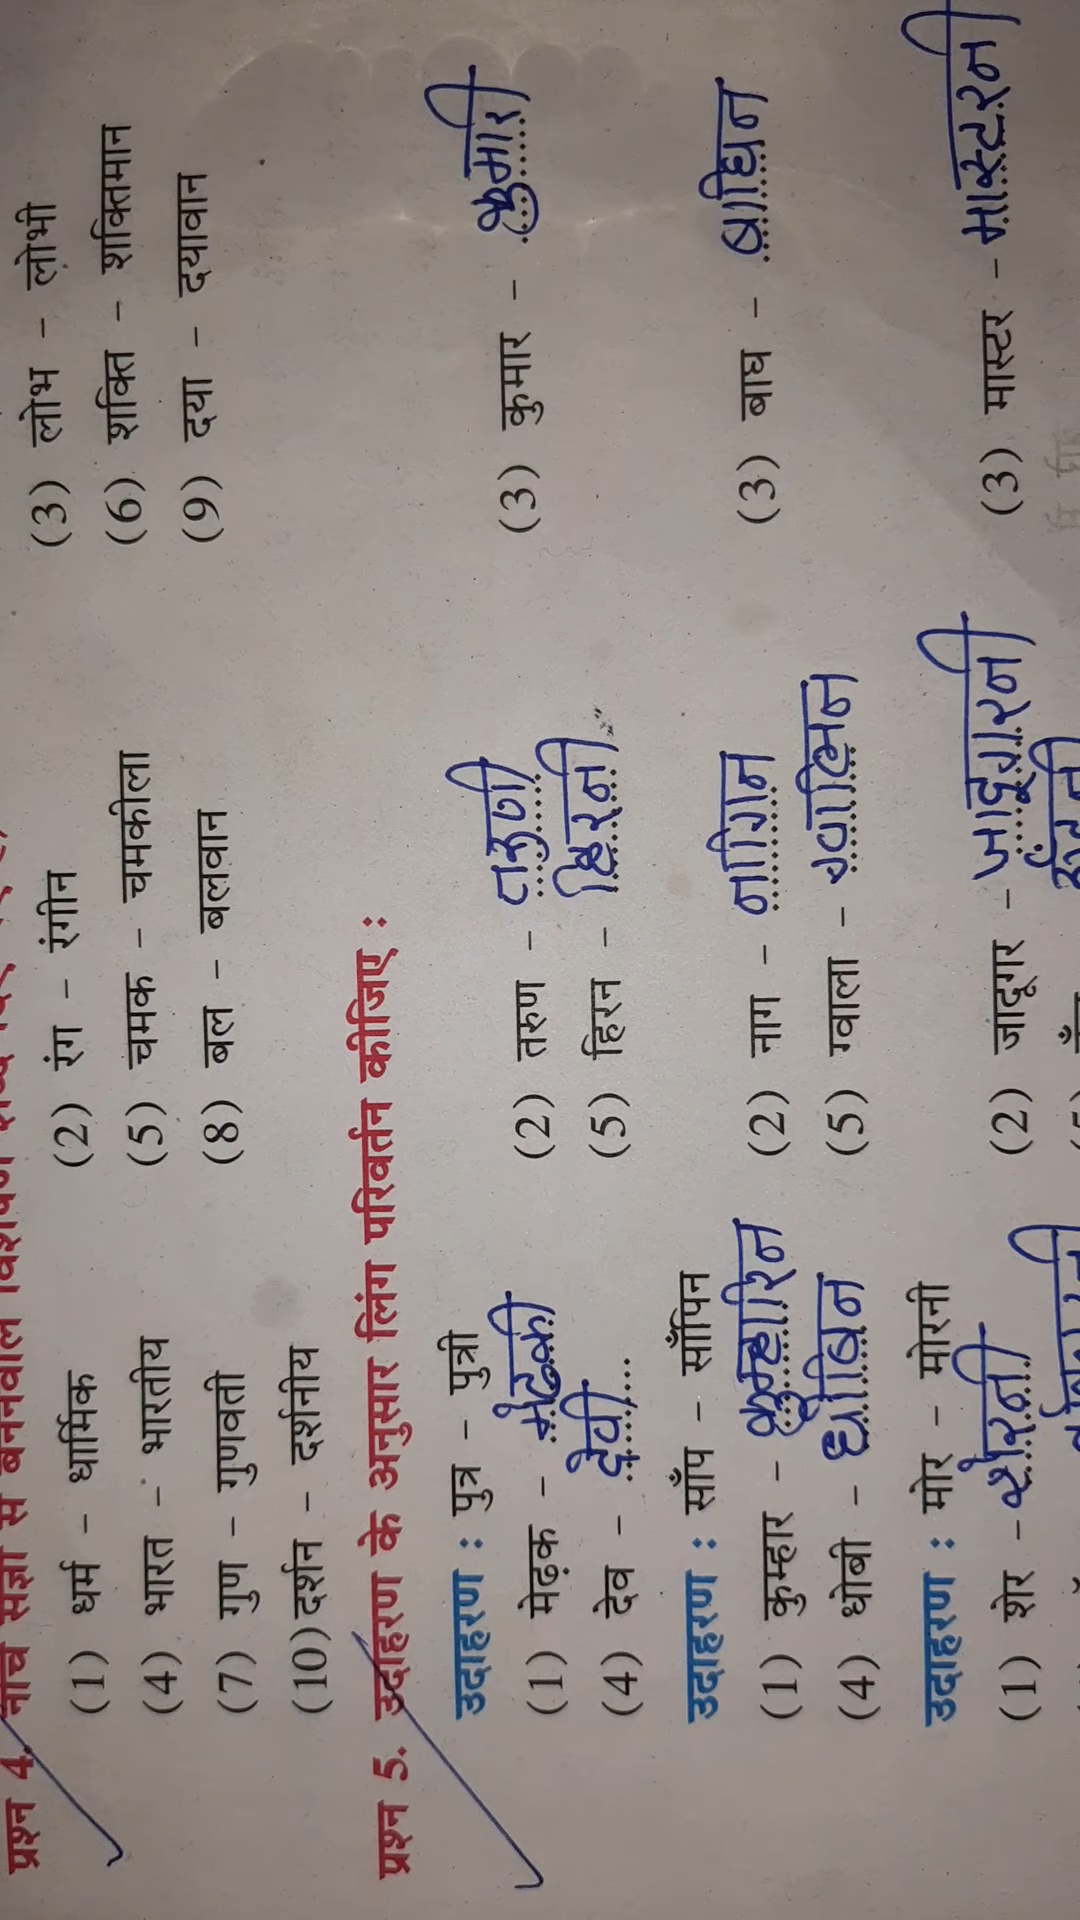 प्रश्न 4. नीचे संज्ञा से बननेवाले विशेषण शब्द
(1) धर्म - धार्मिक (2) रंग - रंगीन (3) लोभ - लोभी
(4) भारत - भारतीय (5) चमक - चमकीला (6) शक्ति - शक्तिमान
(7) गुण - गुणवती (8) बल - बलवान (9) दया - दयावान
(10) दर्शन - दर्शनीय
प्रश्न 5. उदाहरण के अनुसार लिंग परिवर्तन कीजिए :
उदाहरण : पुत्र - पुत्री
(1) मेढ़क - मेंढकी (2) तरुण - तरुणी (3) कुमार - कुमारी
(4) देव - देवी (5) हिरन - हिरनी
उदाहरण : साँप - साँपिन
(1) कुम्हार - कुम्हारिन (2) नाग - नागिन (3) बाघ - बाघिन
(4) धोबी - धोबिन (5) ग्वाला - ग्वालिन
उदाहरण : मोर - मोरनी
(1) शेर - शेरनी (2) जादूगर - जादूगरनी (3) मास्टर - मास्टरनी